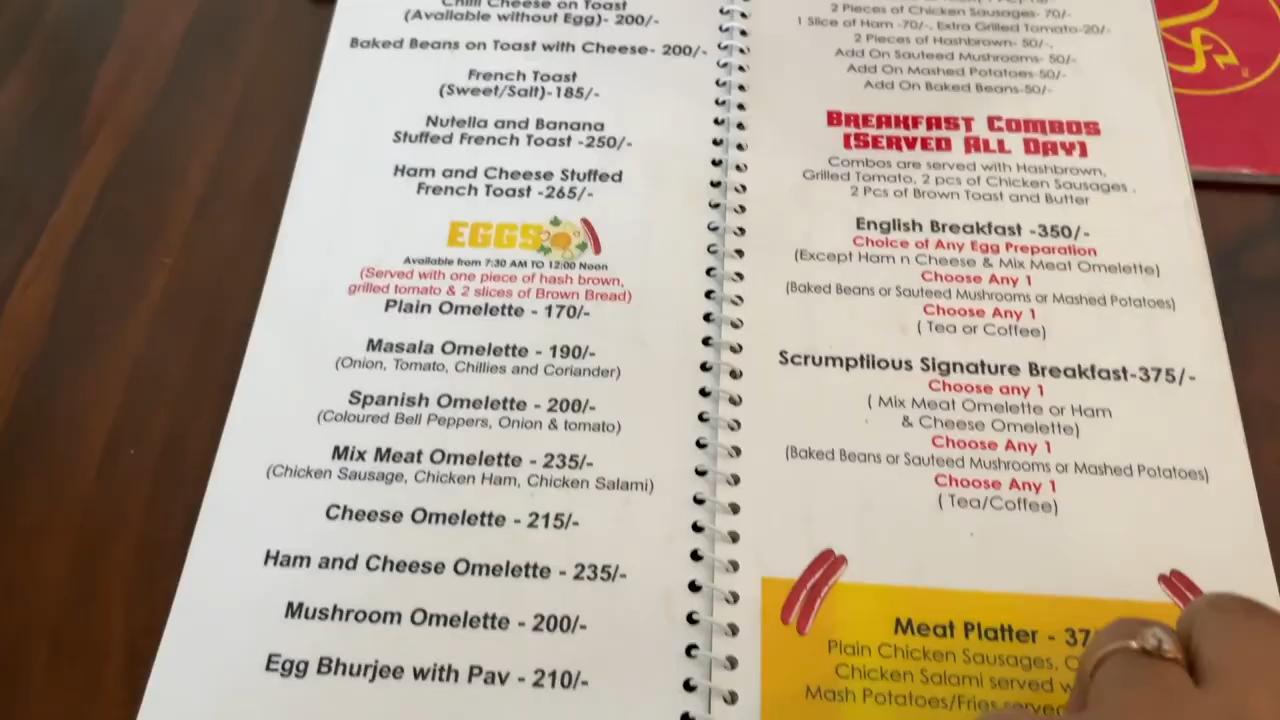 Chilli Cheese on Toast
(Available without Egg)- 200/-
Baked Beans on Toast with Cheese- 200/-
French Toast
(Sweet/Salt)-185/-
Nutella and Banana
Stuffed French Toast -250/-
Ham and Cheese Stuffed
French Toast -265/-
EGGS
Available from 7:30 AM TO 12:00 Noon
(Served with one piece of hash brown,
grilled tomato & 2 slices of Brown Bread)
Plain Omelette - 170/-
Masala Omelette - 190/-
(Onion, Tomato, Chillies and Coriander)
Spanish Omelette - 200/-
(Coloured Bell Peppers, Onion & tomato)
Mix Meat Omelette - 235/-
(Chicken Sausage, Chicken Ham, Chicken Salami)
Cheese Omelette - 215/-
Ham and Cheese Omelette - 235/-
Mushroom Omelette - 200/-
Egg Bhurjee with Pav - 210/-
2 Pieces of Chicken Sausages- 70/-
1 Slice of Ham -70/-, Extra Grilled Tomato-20/-
2 Pieces of Hashbrown- 50/-,
Add On Sauteed Mushrooms- 50/-
Add On Mashed Potatoes-50/-
Add On Baked Beans-50/-
BREAKFAST COMBOS
(SERVED ALL DAY)
Combos are served with Hashbrown,
Grilled Tomato, 2 pcs of Chicken Sausages ,
2 Pcs of Brown Toast and Butter
English Breakfast -350/-
Choice of Any Egg Preparation
(Except Ham n Cheese & Mix Meat Omelette)
Choose Any 1
(Baked Beans or Sauteed Mushrooms or Mashed Potatoes)
Choose Any 1
( Tea or Coffee)
Scrumptiious Signature Breakfast-375/-
Choose any 1
( Mix Meat Omelette or Ham
& Cheese Omelette)
Choose Any 1
(Baked Beans or Sauteed Mushrooms or Mashed Potatoes)
Choose Any 1
( Tea/Coffee)
Meat Platter - 37
Plain Chicken Sausages,
Chicken Salami served
Mash Potatoes/Fries served